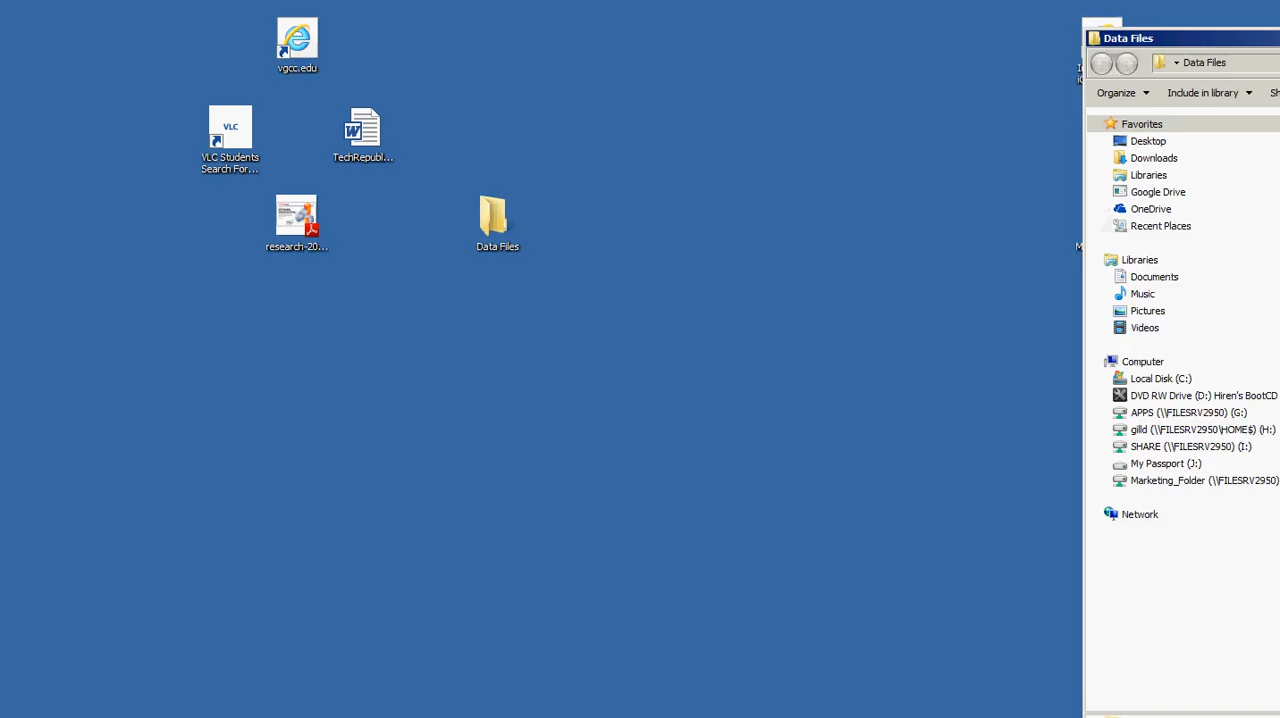 vgcc.edu
VLC
VLC Students
Search For...
TechRepubl...
research-20...
Data Files
Data Files
Data Files
Organize
Include in library
Sh
Favorites
Desktop
Downloads
Libraries
Google Drive
OneDrive
Recent Places
Libraries
Documents
Music
Pictures
Videos
Computer
Local Disk (C:)
DVD RW Drive (D:) Hiren's BootCD
APPS (\\FILESRV2950) (G:)
gilld (\\FILESRV2950\HOME$) (H:)
SHARE (\\FILESRV2950) (I:)
My Passport (J:)
Marketing_Folder (\\FILESRV2950)
Network